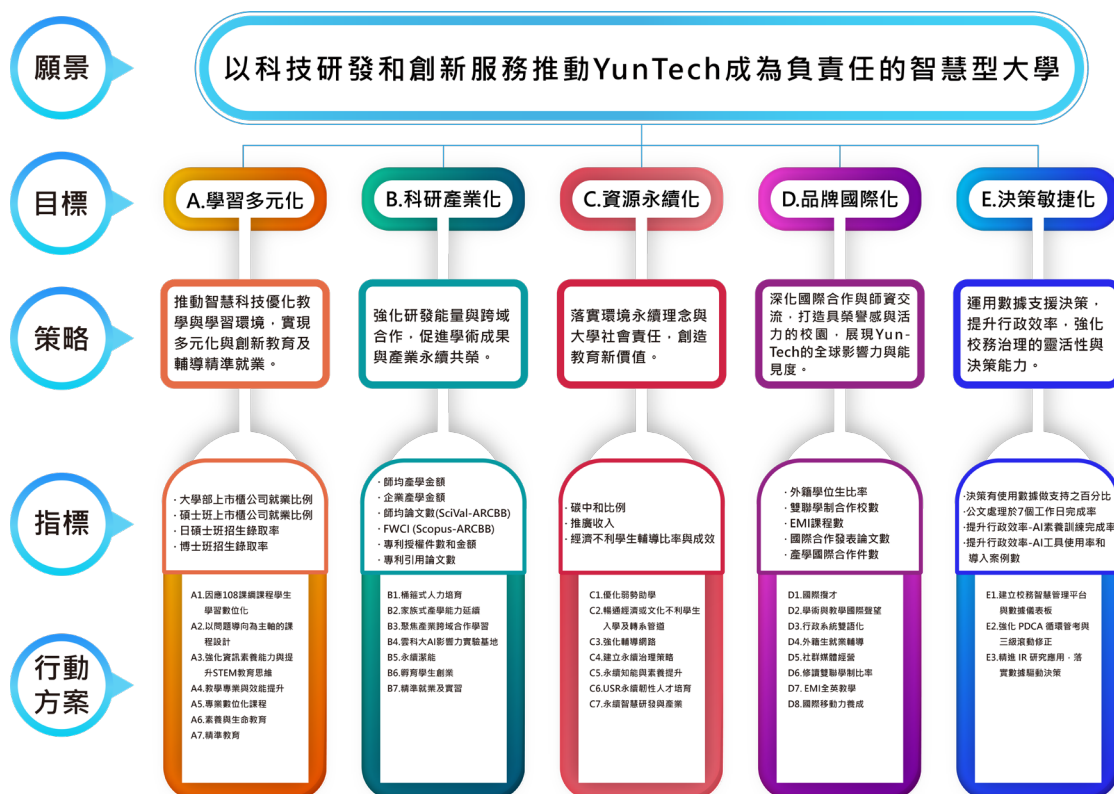 願景
以科技研發和創新服務推動YunTech成為負責任的智慧型大學
目標
A.學習多元化
B.科研產業化
C.資源永續化
D.品牌國際化
E.決策敏捷化
策略
推動智慧科技優化教
學與學習環境，實現
多元化與創新教育及
輔導精準就業。
強化研發能量與跨域
合作，促進學術成果
與產業永續共榮。
落實環境永續理念與
大學社會責任，創造
教育新價值。
深化國際合作與師資交
流，打造具榮譽感與活
力的校園，展現Yun-
Tech的全球影響力與能
見度。
運用數據支援決策，
提升行政效率，強化
校務治理的靈活性與
決策能力。
指標
· 大學部上市櫃公司就業比例
· 碩士班上市櫃公司就業比例
· 日碩士班招生錄取率
· 博士班招生錄取率
· 師均產學金額
· 企業產學金額
· 師均論文數(SciVal-ARCBB)
· FWCI (Scopus-ARCBB)
· 專利授權件數和金額
· 專利引用論文數
· 碳中和比例
· 推廣收入
· 經濟不利學生輔導比率與成效
· 外籍學位生比率
· 雙聯學制合作校數
· EMI課程數
· 國際合作發表論文數
· 產學國際合作件數
·決策有使用數據做支持之百分比
·公文處理於7個工作日完成率
·提升行政效率-AI素養訓練完成率
·提升行政效率-AI工具使用率和
導入案例數
行動
方案
A1.因應108課綱課程學生
學習數位化
A2.以問題導向為主軸的課
程設計
A3.強化資訊素養能力與提
升STEM教育思維
A4.教學專業與效能提升
A5.專業數位化課程
A6.素養與生命教育
A7.精準教育
B1.桶箍式人力培育
B2.家族式產學能力延續
B3.聚焦產業跨域合作學習
B4.雲科大AI影響力實驗基地
B5.永續潔能
B6.孵育學生創業
B7.精準就業及實習
C1.優化弱勢助學
C2.暢通經濟或文化不利學生
入學及轉系管道
C3.強化輔導網路
C4.建立永續治理策略
C5.永續知能與素養提升
C6.USR永續韌性人才培育
C7.永續智慧研發與產業
D1.國際攬才
D2.學術與教學國際聲望
D3.行政系統雙語化
D4.外籍生就業輔導
D5.社群媒體經營
D6.修讀雙聯學制比率
D7. EMI全英教學
D8.國際移動力養成
E1.建立校務智慧管理平台
與數據儀表板
E2.強化 PDCA 循環管考與
三級滾動修正
E3.精進 IR 研究應用，落
實數據驅動決策